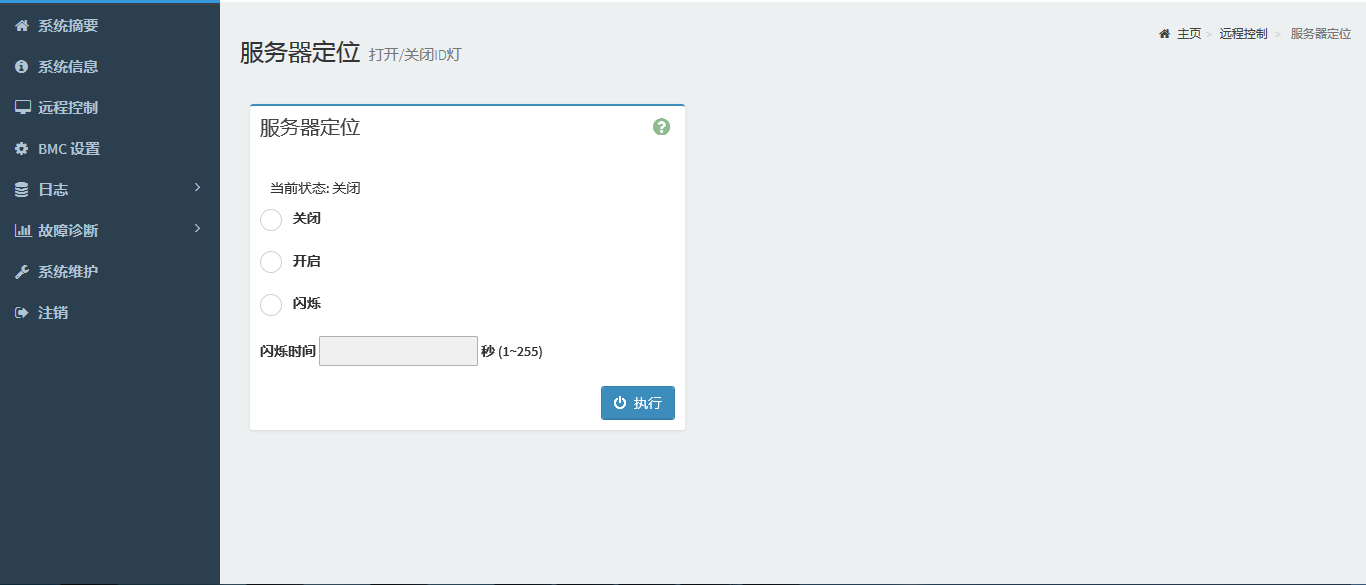 系统摘要
系统信息
远程控制
BMC 设置
日志
故障诊断
系统维护
注销
服务器定位 打开/关闭ID灯
主页 > 远程控制 > 服务器定位
服务器定位
当前状态: 关闭
关闭
开启
闪烁
闪烁时间 秒 (1~255)
执行